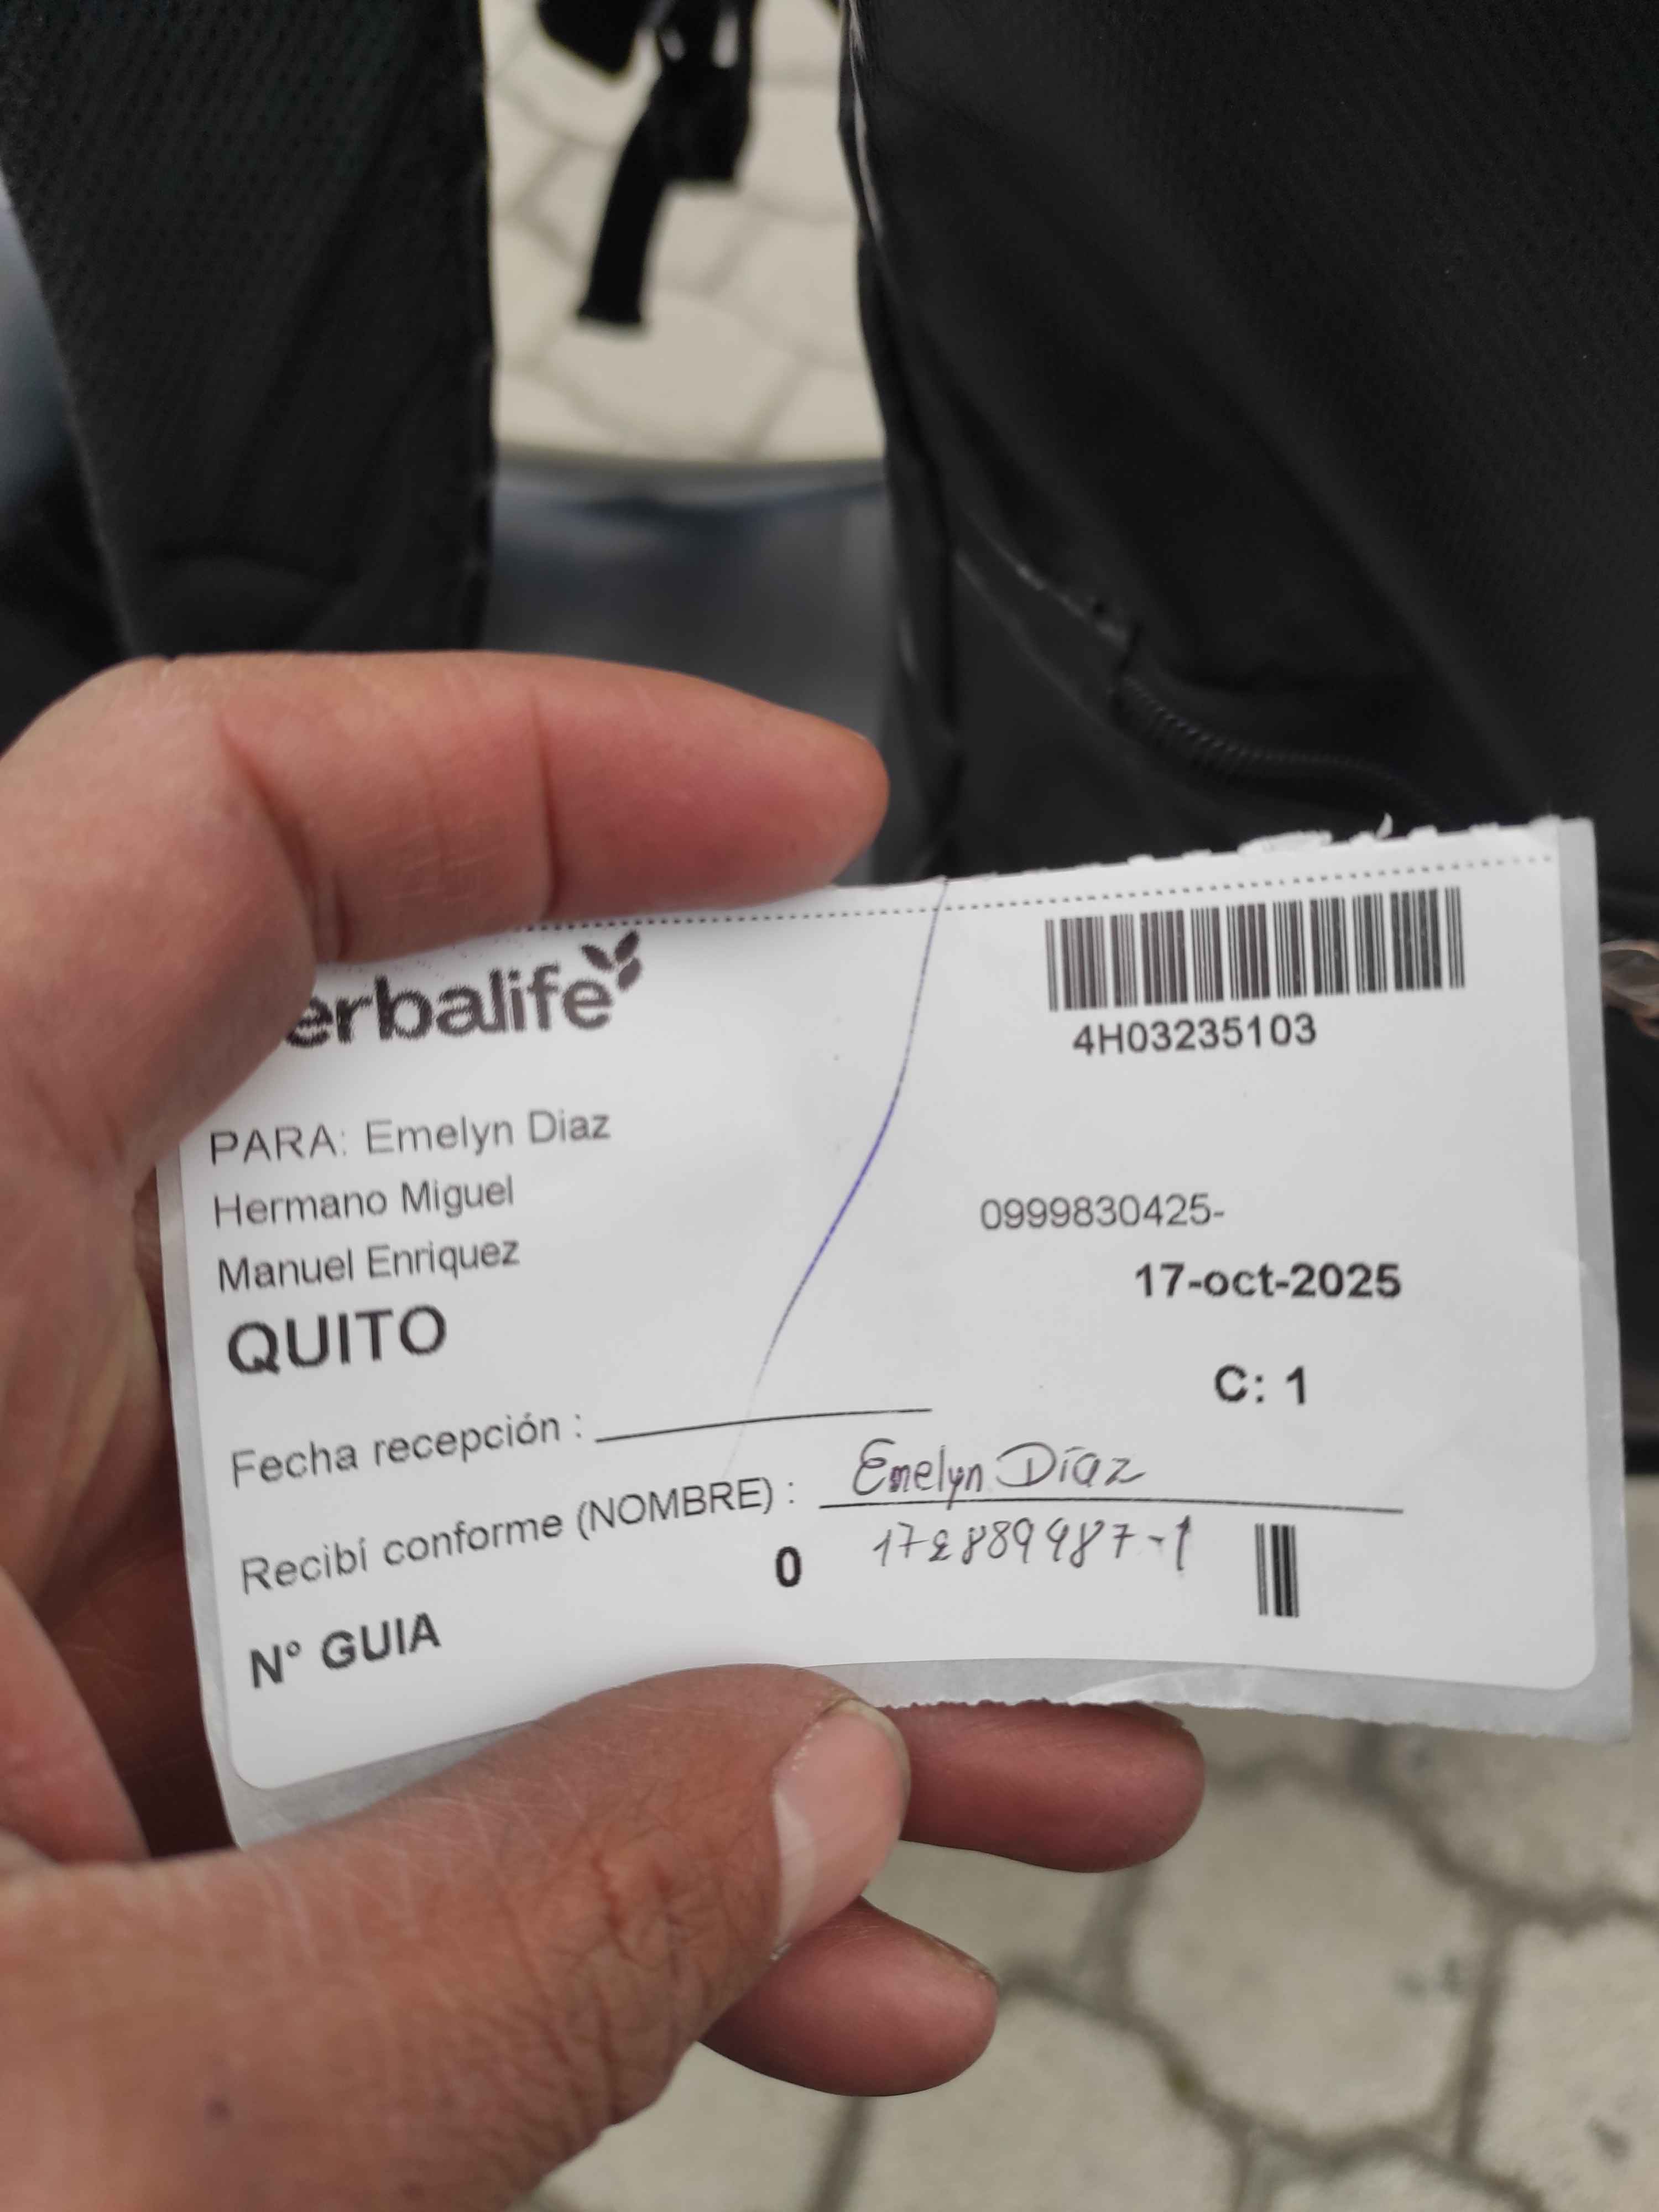 erbalife
4H03235103
PARA: Emelyn Diaz
Hermano Miguel
0999830425-
Manuel Enriquez
17-oct-2025
QUITO
C: 1
Fecha recepción :
Recibí conforme (NOMBRE) : Emelyn Díaz
0 172889987-1
N° GUIA